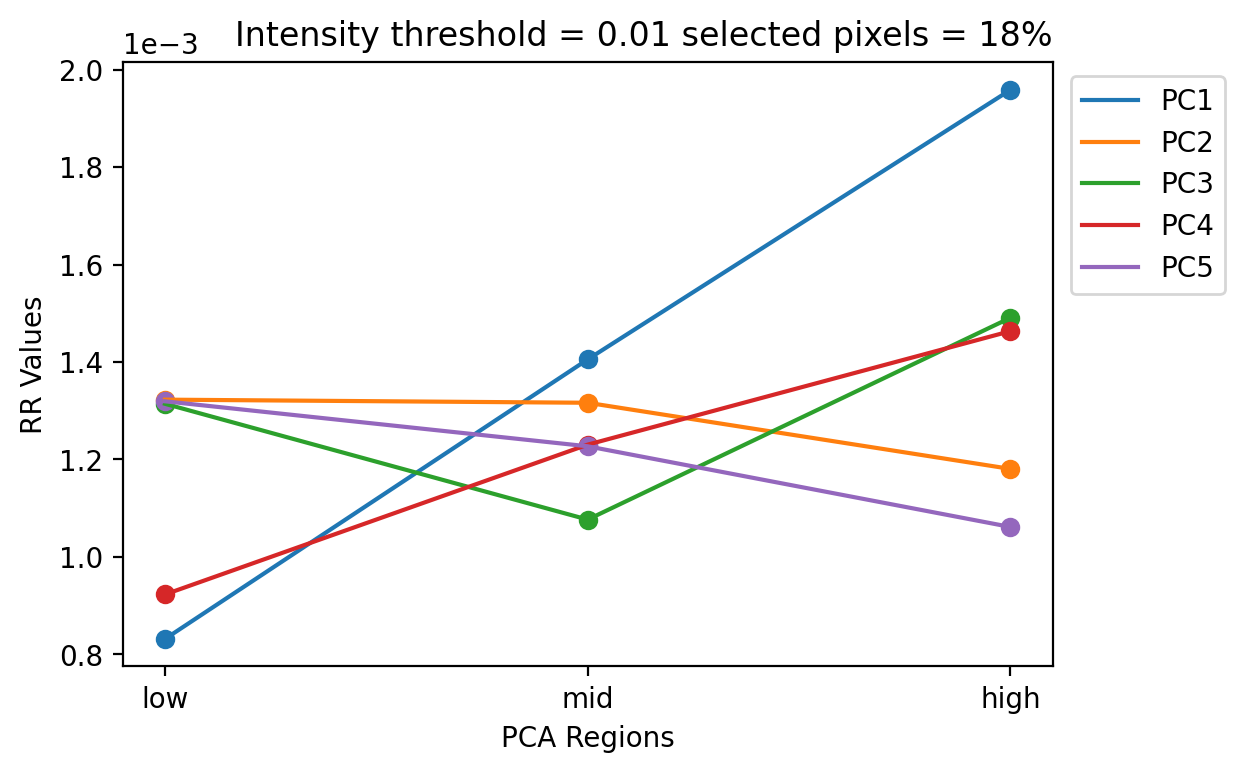 1e−3 Intensity threshold = 0.01 selected pixels = 18%
2.0
1.8
1.6
1.4
1.2
1.0
0.8
RR Values
low mid high
PCA Regions
PC1
PC2
PC3
PC4
PC5